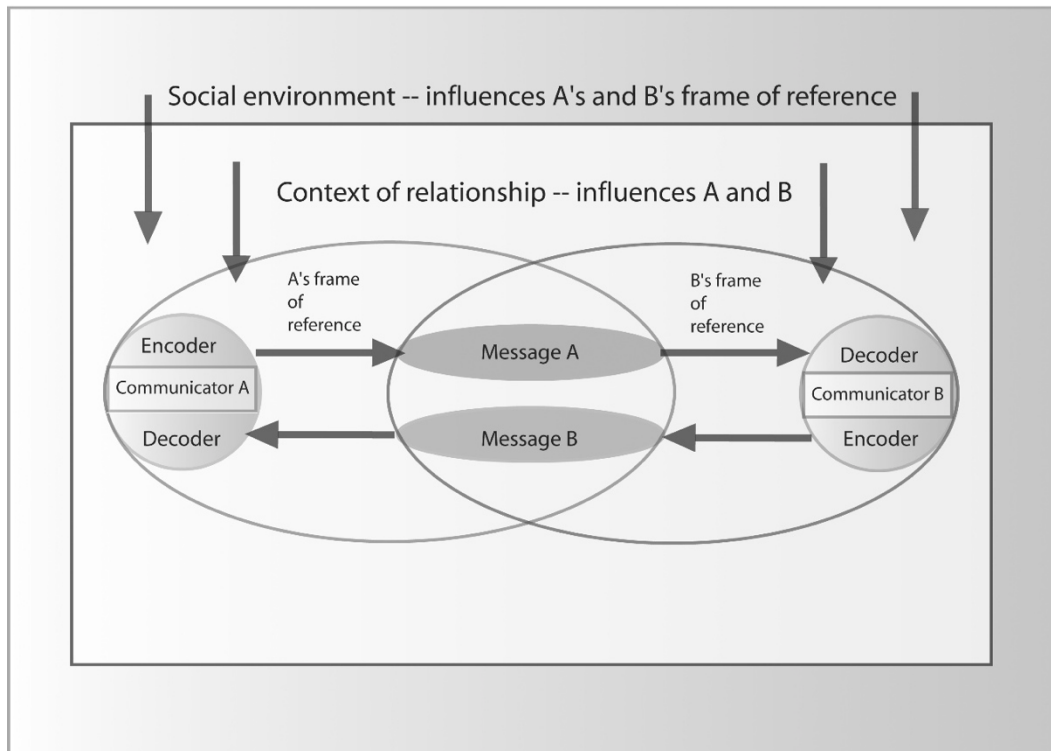 Social environment -- influences A's and B's frame of reference
Context of relationship -- influences A and B
A's frame
of
reference
B's frame
of
reference
Encoder
Communicator A
Decoder
Message A
Message B
Decoder
Communicator B
Encoder